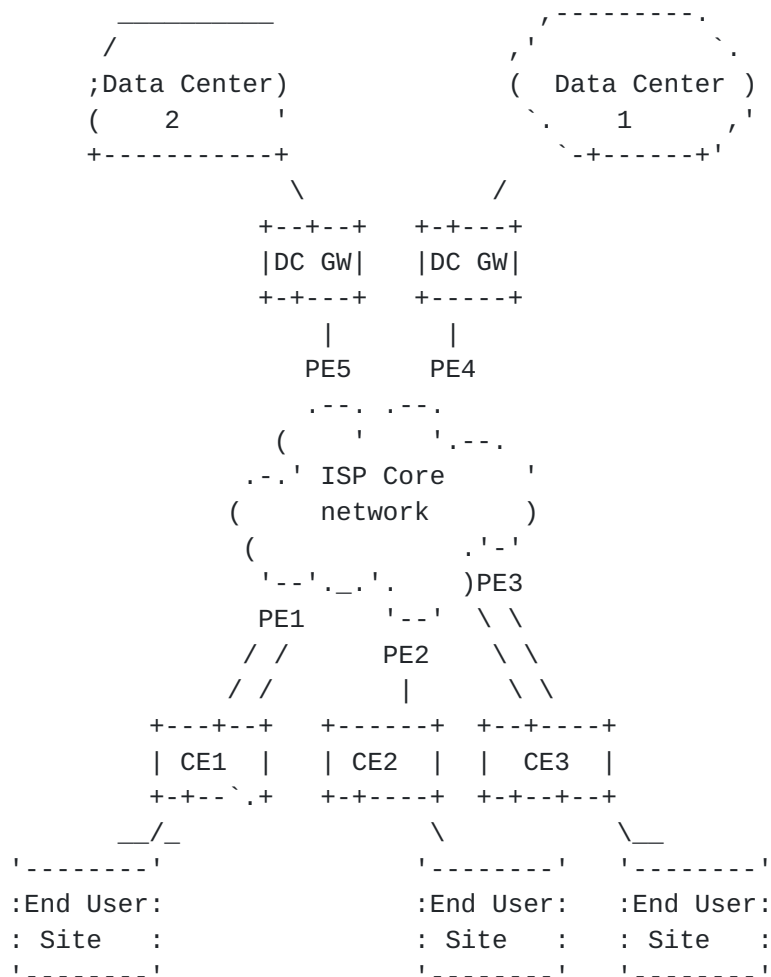 ;Data Center) ( Data Center )
( 2 ' `. 1 ,'
|DC GW| |DC GW|
PE5 PE4
ISP Core
network
PE3
PE1
PE2
| CE1 | | CE2 | | CE3 |
:End User: :End User: :End User:
: Site : : Site : : Site :